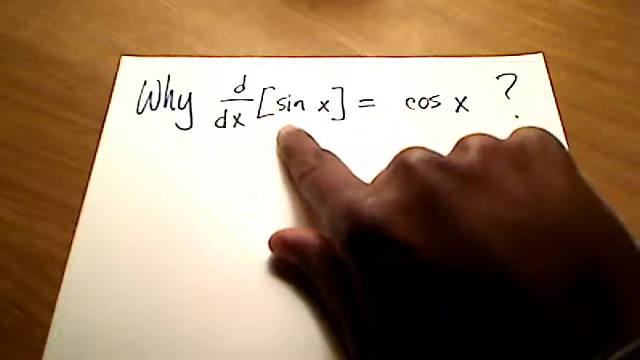 Why d/dx [sin x] = cos x ?